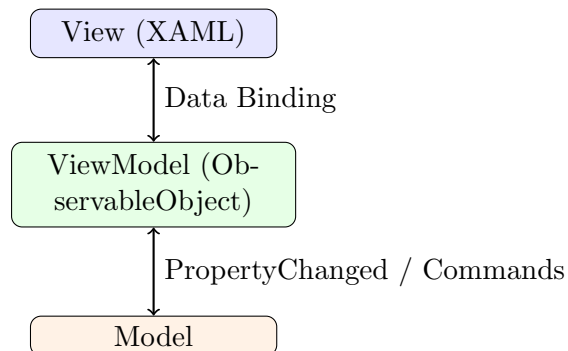 View (XAML)
Data Binding
ViewModel (Ob-
servableObject)
PropertyChanged / Commands
Model